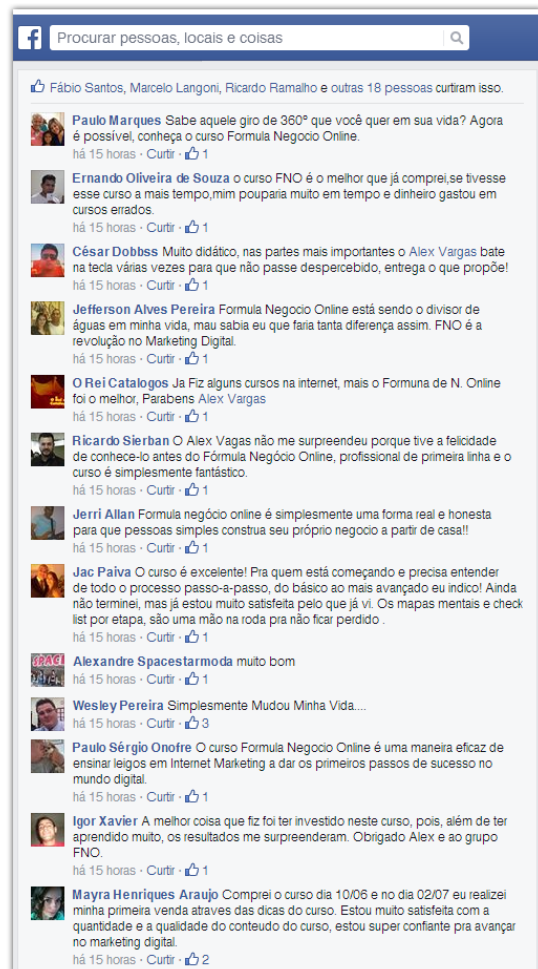 f Procurar pessoas, locais e coisas
Fábio Santos, Marcelo Langoni, Ricardo Ramalho e outras 18 pessoas curtiram isso.
Paulo Marques Sabe aquele giro de 360º que você quer em sua vida? Agora
é possível, conheça o curso Formula Negocio Online.
há 15 horas · Curtir · 1
Ernando Oliveira de Souza o curso FNO é o melhor que já comprei,se tivesse
esse curso a mais tempo,mim pouparia muito em tempo e dinheiro gastou em
cursos errados.
há 15 horas · Curtir · 1
César Dobbss Muito didático, nas partes mais importantes o Alex Vargas bate
na tecla várias vezes para que não passe despercebido, entrega o que propõe!
há 15 horas · Curtir · 1
Jefferson Alves Pereira Formula Negocio Online está sendo o divisor de
águas em minha vida, mau sabia eu que faria tanta diferença assim. FNO é a
revolução no Marketing Digital.
há 15 horas · Curtir · 1
O Rei Catalogos Ja Fiz alguns cursos na internet, mais o Formuna de N. Online
foi o melhor, Parabens Alex Vargas
há 15 horas · Curtir · 1
Ricardo Sierban O Alex Vagas não me surpreendeu porque tive a felicidade
de conhece-lo antes do Fórmula Negócio Online, profissional de primeira linha e o
curso é simplesmente fantástico.
há 15 horas · Curtir · 1
Jerri Allan Formula negócio online é simplesmente uma forma real e honesta
para que pessoas simples construa seu próprio negocio a partir de casa!!
há 15 horas · Curtir · 1
Jac Paiva O curso é excelente! Pra quem está começando e precisa entender
de todo o processo passo-a-passo, do básico ao mais avançado eu indico! Ainda
não terminei, mas já estou muito satisfeita pelo que já vi. Os mapas mentais e check
list por etapa, são uma mão na roda pra não ficar perdido .
há 15 horas · Curtir · 1
Alexandre Spacestarmoda muito bom
há 15 horas · Curtir · 1
Wesley Pereira Simplesmente Mudou Minha Vida....
há 15 horas · Curtir · 3
Paulo Sérgio Onofre O curso Formula Negocio Online é uma maneira eficaz de
ensinar leigos em Internet Marketing a dar os primeiros passos de sucesso no
mundo digital.
há 15 horas · Curtir · 1
Igor Xavier A melhor coisa que fiz foi ter investido neste curso, pois, além de ter
aprendido muito, os resultados me surpreenderam. Obrigado Alex e ao grupo
FNO.
há 15 horas · Curtir · 1
Mayra Henriques Araujo Comprei o curso dia 10/06 e no dia 02/07 eu realizei
minha primeira venda atraves das dicas do curso. Estou muito satisfeita com a
quantidade e a qualidade do conteudo do curso, estou super confiante pra avançar
no marketing digital.
há 15 horas · Curtir · 2